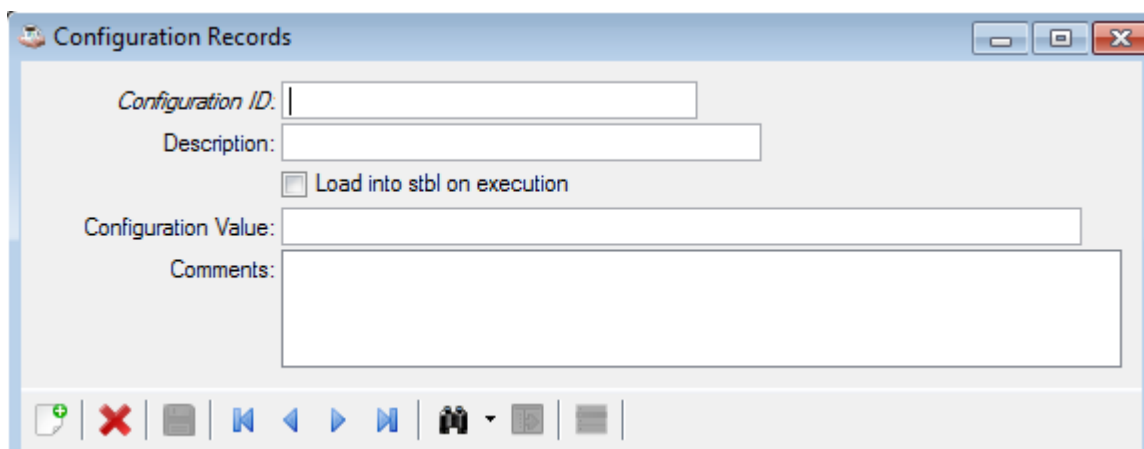 Configuration Records
Configuration ID:
Description:
Load into stbl on execution
Configuration Value:
Comments: